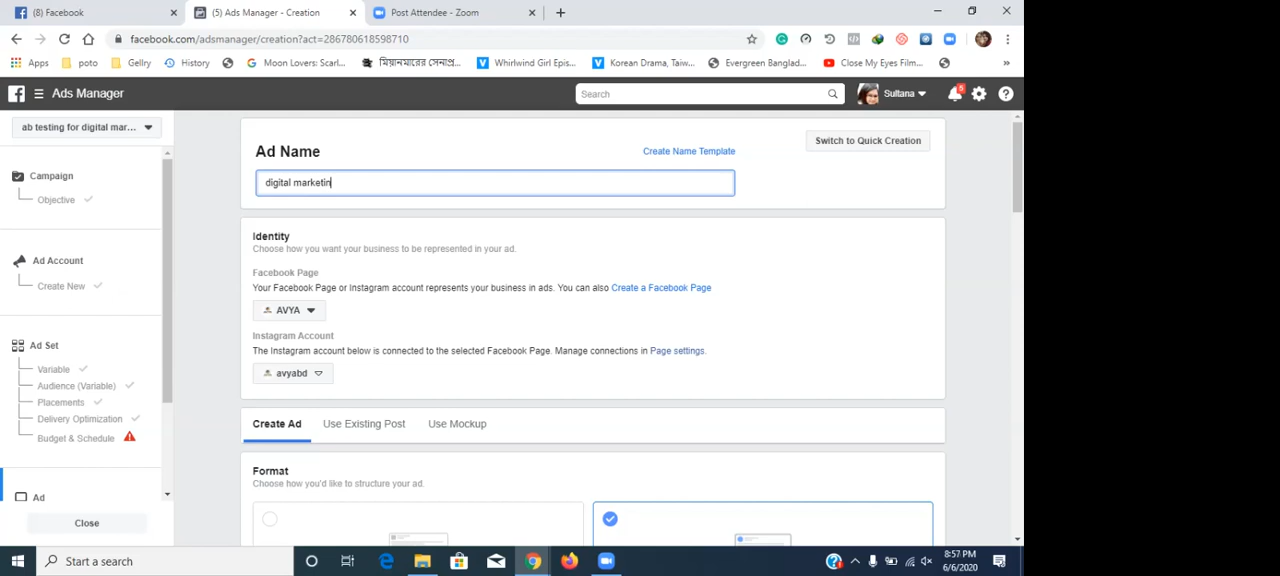 (8) Facebook
(5) Ads Manager - Creation
Post Attendee - Zoom
facebook.com/adsmanager/creation?act=286780618598710
Apps
poto
Gellry
History
Moon Lovers: Scarl...
মিয়ানমারের সেনাপ্র...
Whirlwind Girl Epis...
Korean Drama, Taiw...
Evergreen Banglad...
Close My Eyes Film...
Ads Manager
Search
Sultana
5
ab testing for digital mar...
Campaign
Objective
Ad Account
Create New
Ad Set
Variable
Audience (Variable)
Placements
Delivery Optimization
Budget & Schedule
Ad
Close
Ad Name
Create Name Template
Switch to Quick Creation
digital marketin
Identity
Choose how you want your business to be represented in your ad.
Facebook Page
Your Facebook Page or Instagram account represents your business in ads. You can also Create a Facebook Page
AVYA
Instagram Account
The Instagram account below is connected to the selected Facebook Page. Manage connections in Page settings.
avyabd
Create Ad
Use Existing Post
Use Mockup
Format
Choose how you'd like to structure your ad.
Start a search
8:57 PM
6/6/2020